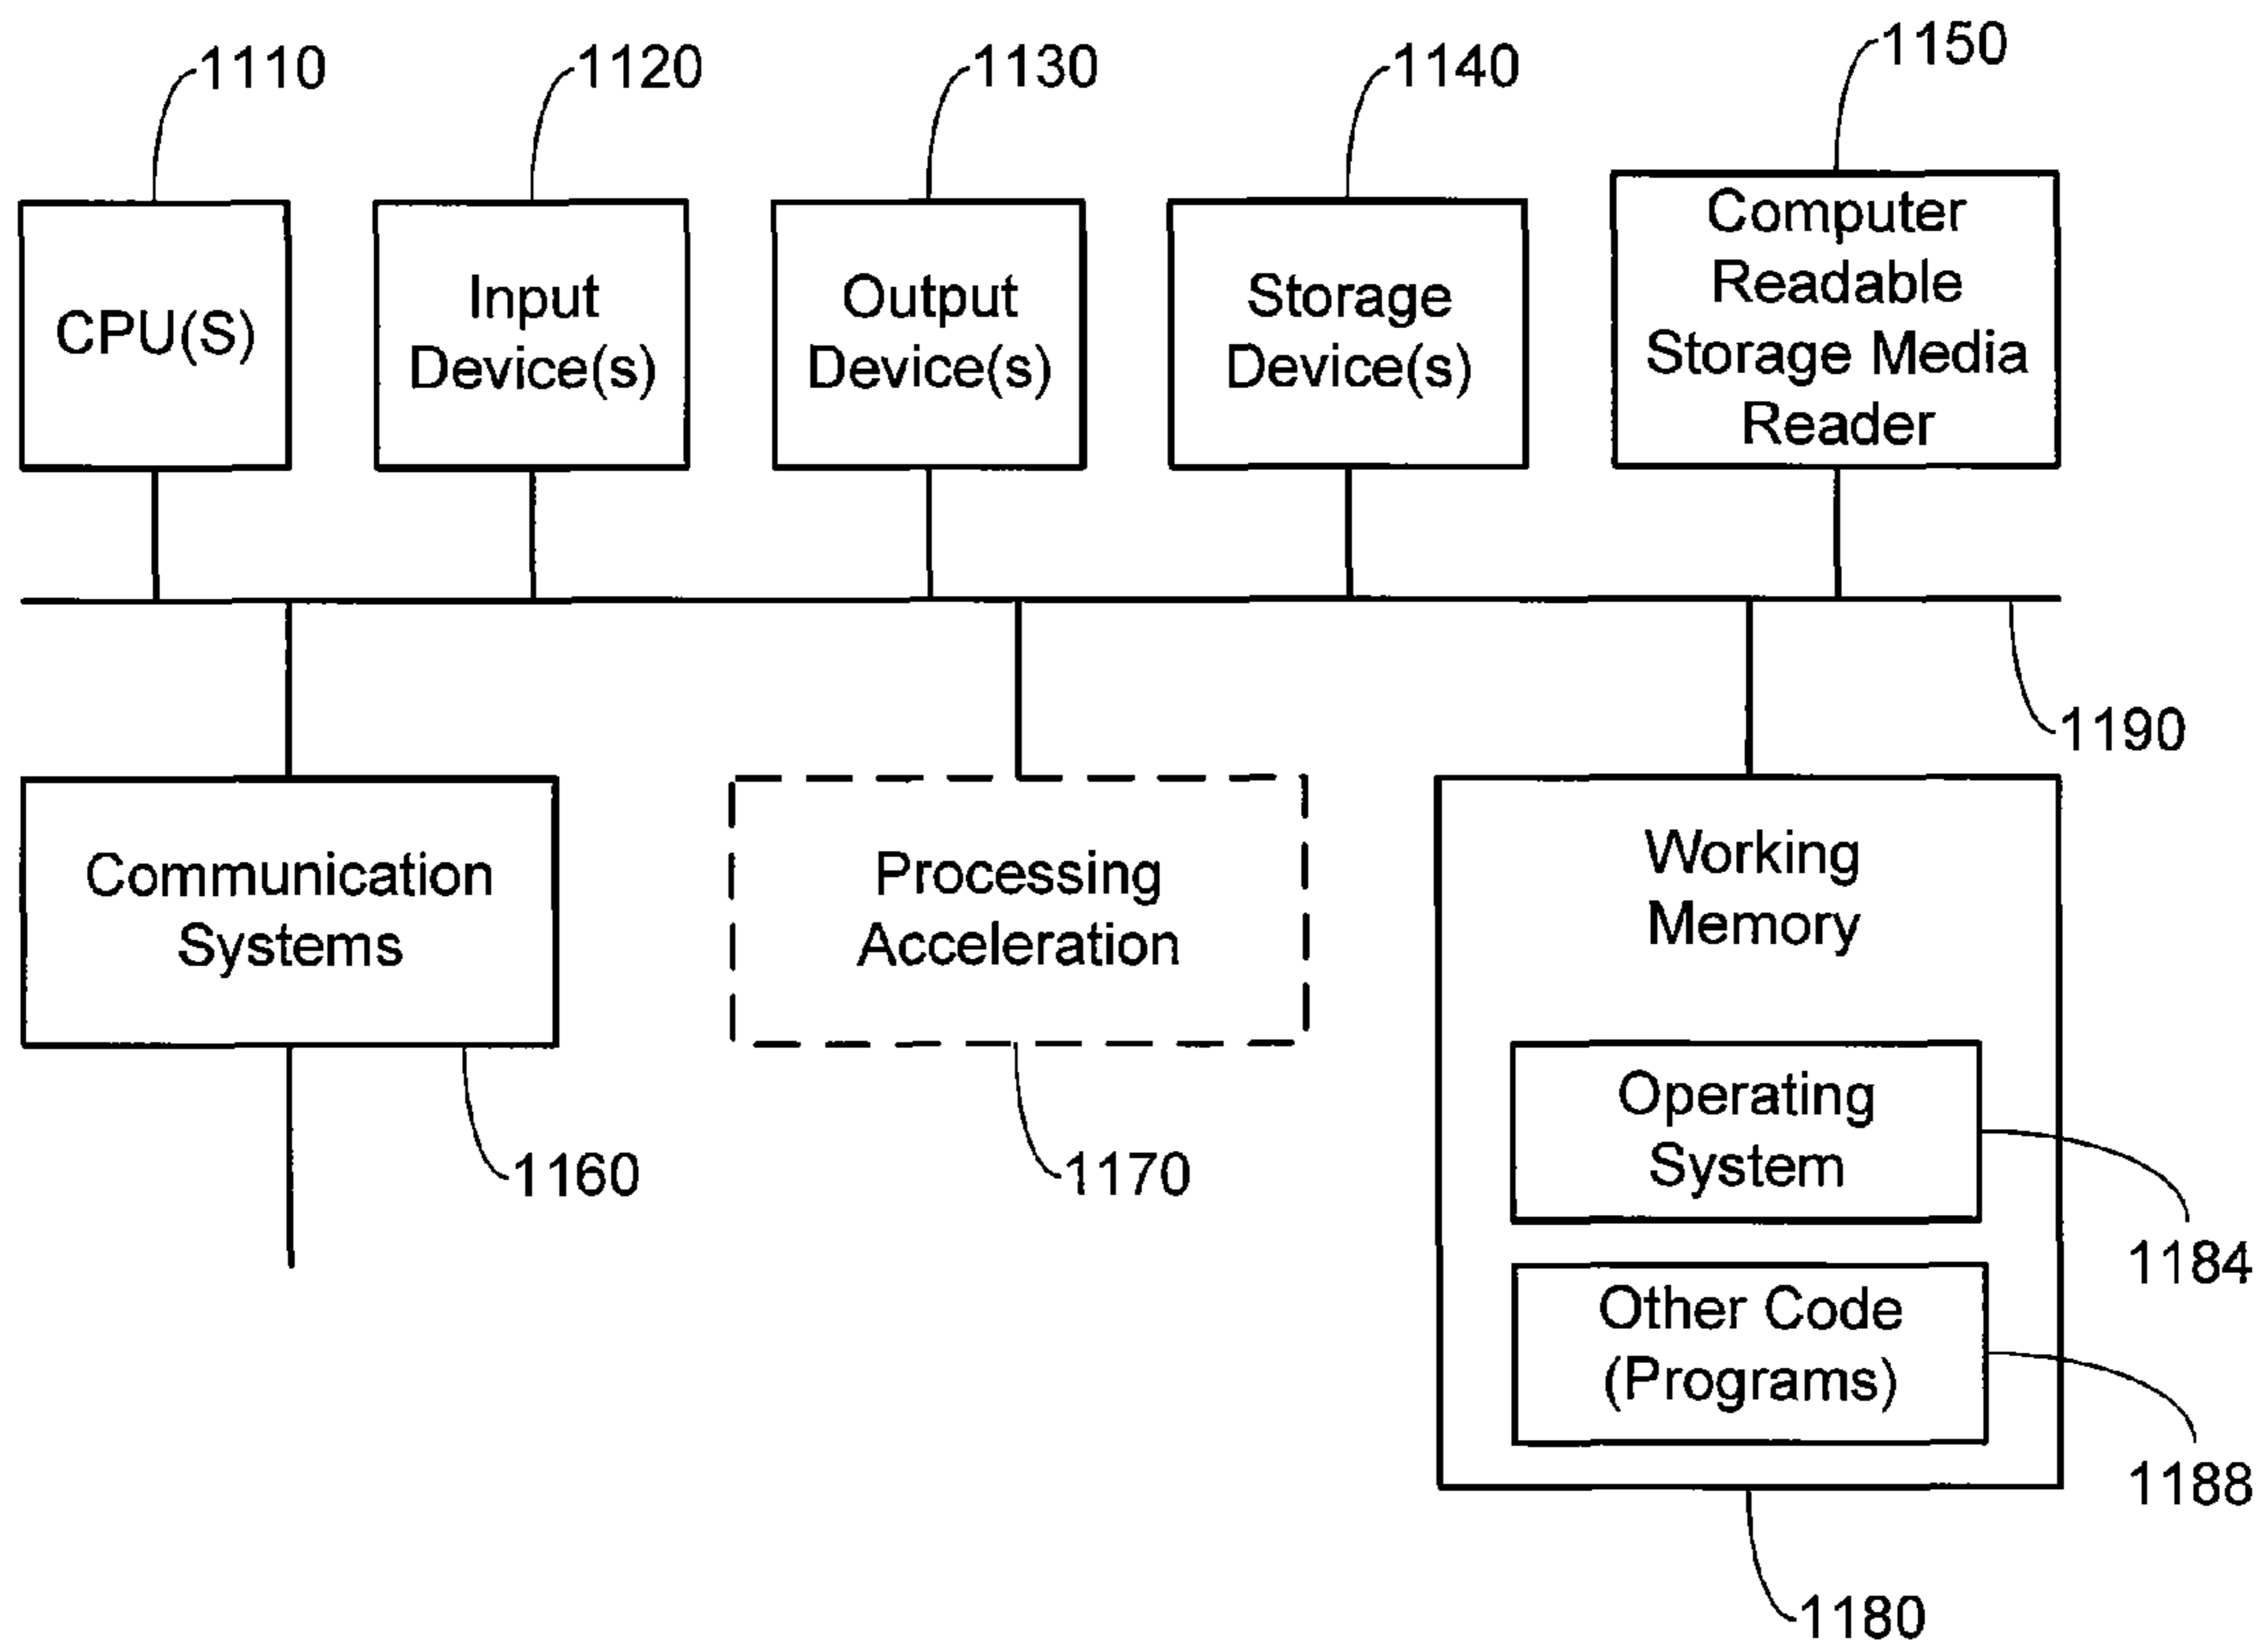 1110
1120
1130
1140
1150
CPU(S)
Input
Device(s)
Output
Device(s)
Storage
Device(s)
Computer
Readable
Storage Media
Reader
1190
Communication
Systems
1160
Processing
Acceleration
1170
Working
Memory
Operating
System
1184
Other Code
(Programs)
1188
1180